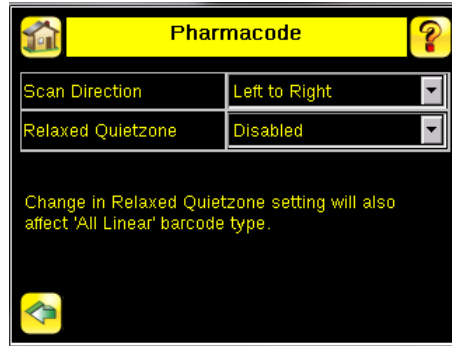 Pharmacode
?
Scan Direction Left to Right
Relaxed Quietzone Disabled
Change in Relaxed Quietzone setting will also
affect 'All Linear' barcode type.